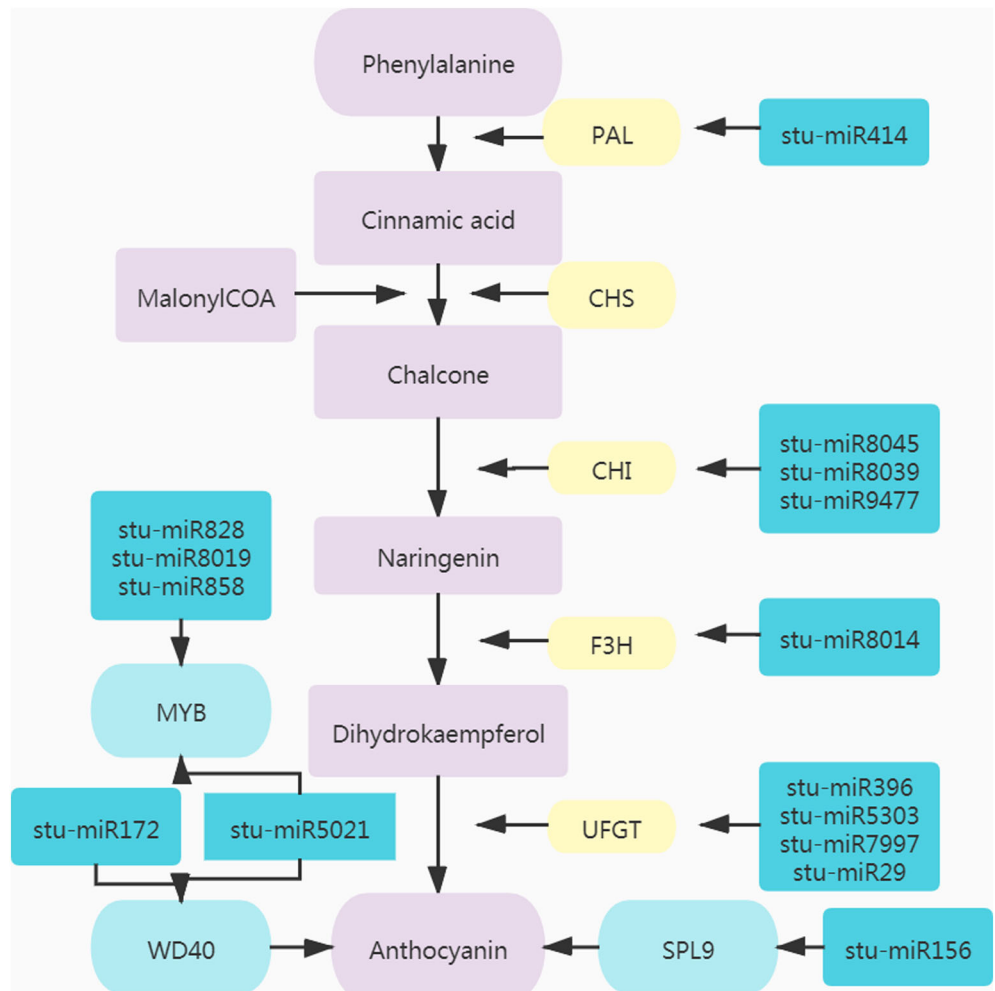 Phenylalanine
PAL
stu-miR414
Cinnamic acid
MalonylCOA
CHS
Chalcone
CHI
stu-miR8045
stu-miR8039
stu-miR9477
stu-miR828
stu-miR8019
stu-miR858
Naringenin
F3H
stu-miR8014
MYB
Dihydrokaempferol
stu-miR172
stu-miR5021
UFGT
stu-miR396
stu-miR5303
stu-miR7997
stu-miR29
WD40
Anthocyanin
SPL9
stu-miR156